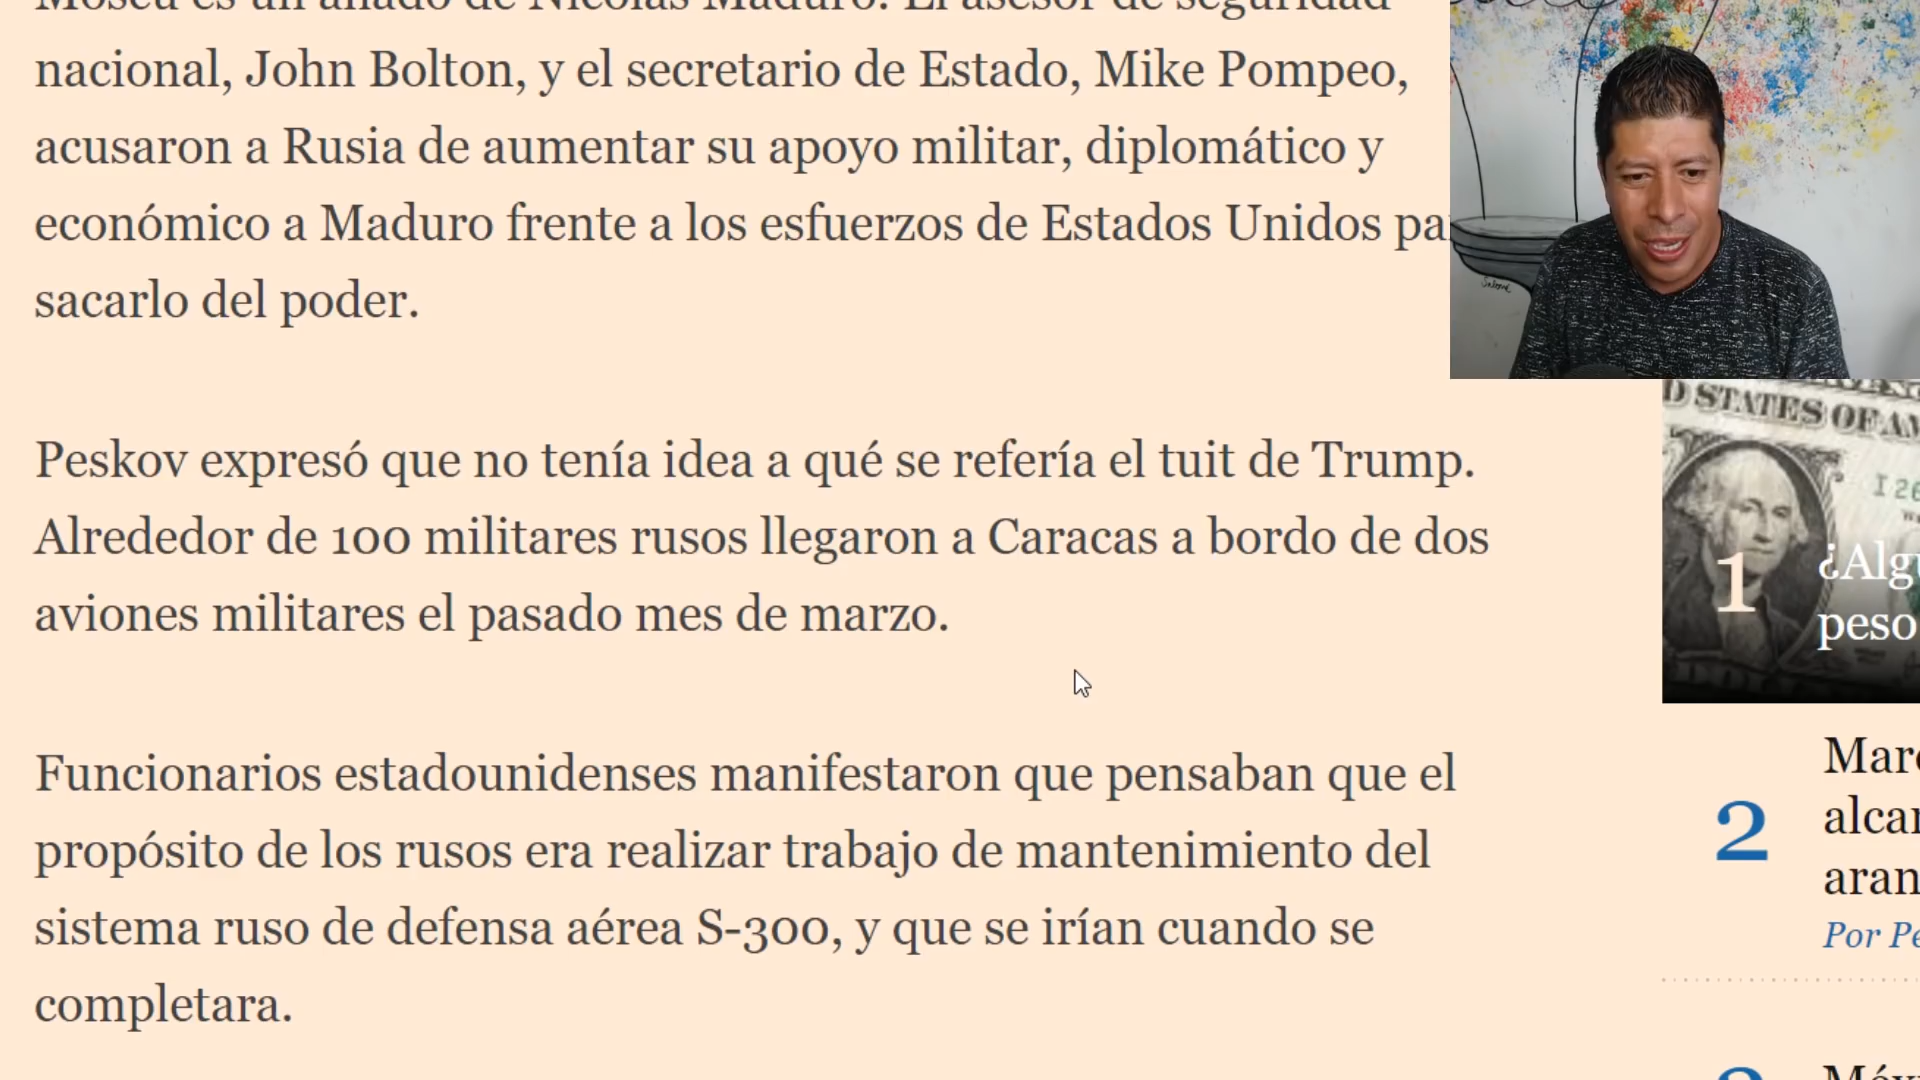 Moscú es un aliado de Nicolás Maduro. El asesor de seguridad
nacional, John Bolton, y el secretario de Estado, Mike Pompeo,
acusaron a Rusia de aumentar su apoyo militar, diplomático y
económico a Maduro frente a los esfuerzos de Estados Unidos
sacarlo del poder.
Peskov expresó que no tenía idea a qué se refería el tuit de Trump.
Alrededor de 100 militares rusos llegaron a Caracas a bordo de dos
aviones militares el pasado mes de marzo.
Funcionarios estadounidenses manifestaron que pensaban que el
propósito de los rusos era realizar trabajo de mantenimiento del
sistema ruso de defensa aérea S-300, y que se irían cuando se
completara.
D STATES OF AM
1
¿Algu
peso
2
Marc
alcan
aran
Por Pe